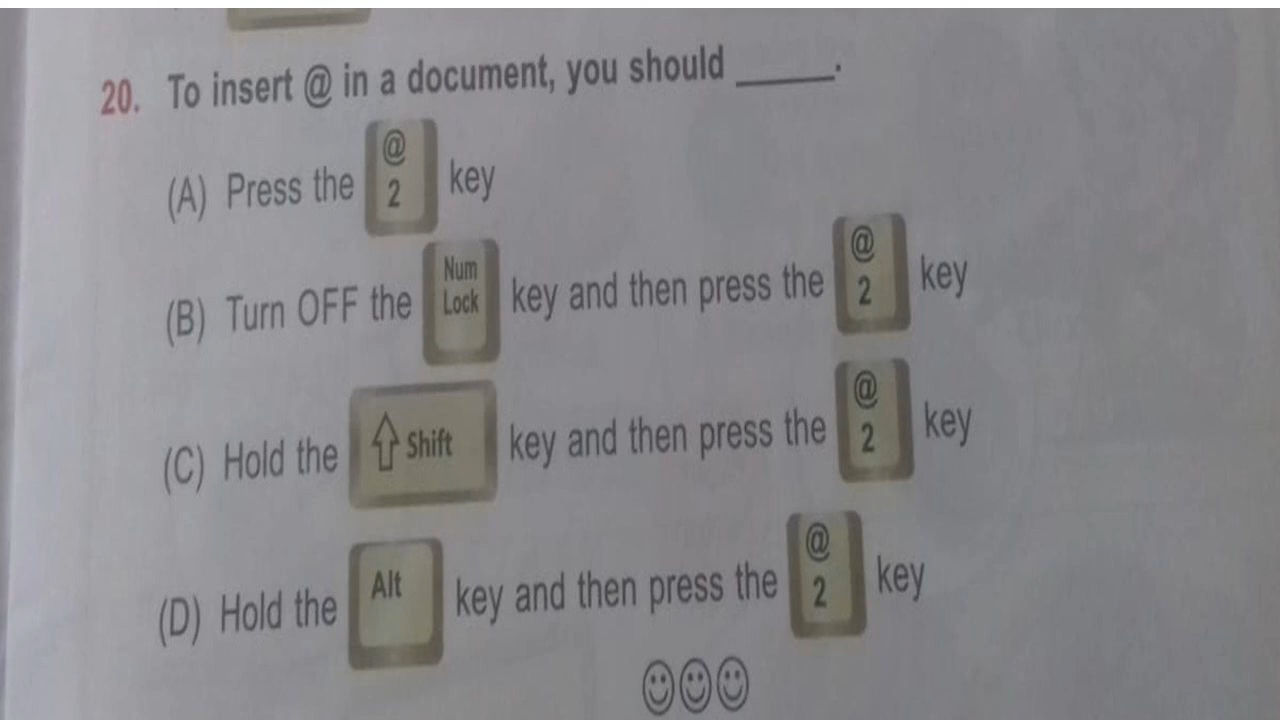 20. To insert @ in a document, you should _____.
(A) Press the @ 2 key
(B) Turn OFF the Num Lock key and then press the @ 2 key
(C) Hold the ⇧ Shift key and then press the @ 2 key
(D) Hold the Alt key and then press the @ 2 key